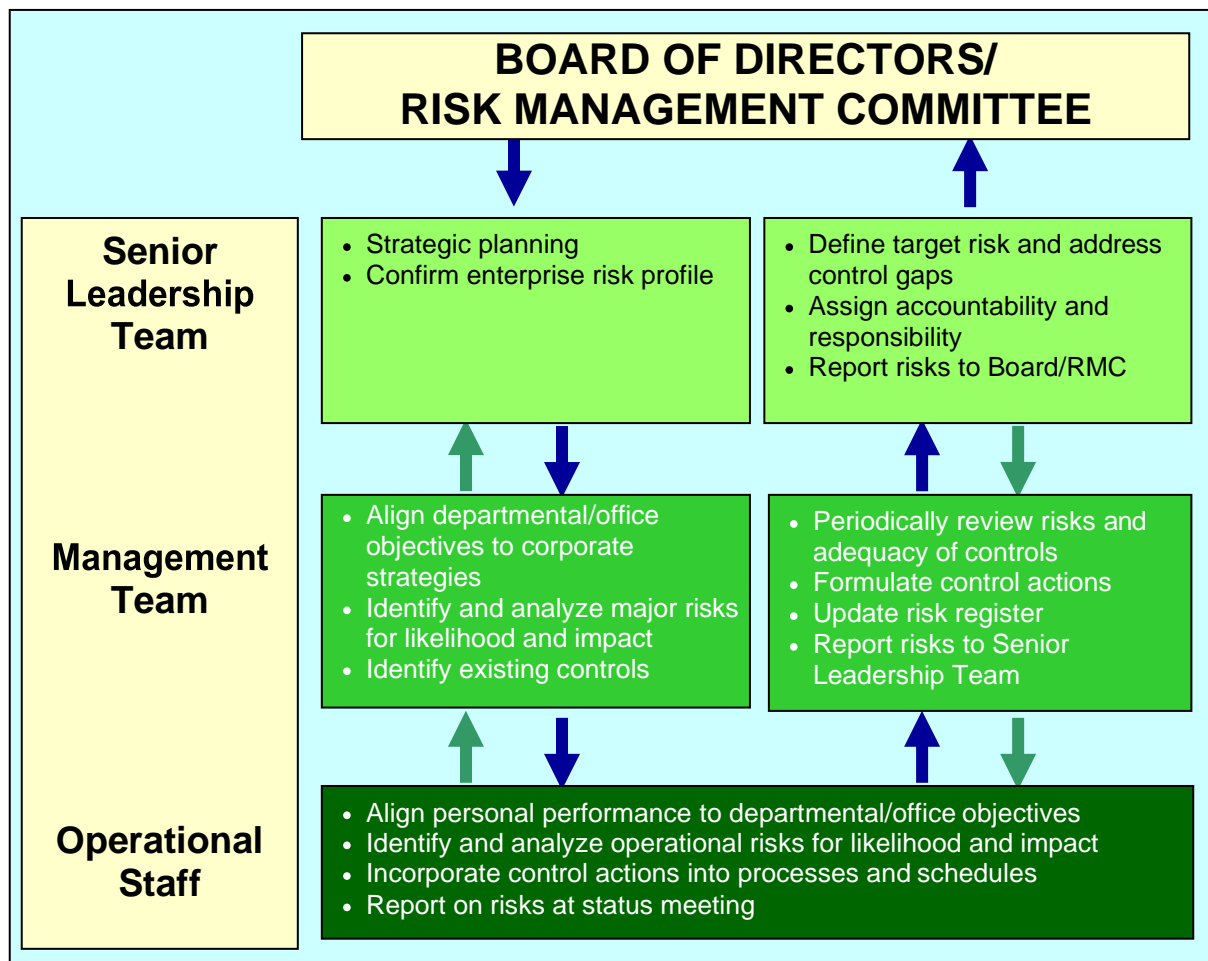 BOARD OF DIRECTORS/
RISK MANAGEMENT COMMITTEE
Senior
Leadership
Team
• Strategic planning
• Confirm enterprise risk profile
• Define target risk and address
control gaps
• Assign accountability and
responsibility
• Report risks to Board/RMC
Management
Team
• Align departmental/office
objectives to corporate
strategies
• Identify and analyze major risks
for likelihood and impact
• Identify existing controls
• Periodically review risks and
adequacy of controls
• Formulate control actions
• Update risk register
• Report risks to Senior
Leadership Team
Operational
Staff
• Align personal performance to departmental/office objectives
• Identify and analyze operational risks for likelihood and impact
• Incorporate control actions into processes and schedules
• Report on risks at status meeting